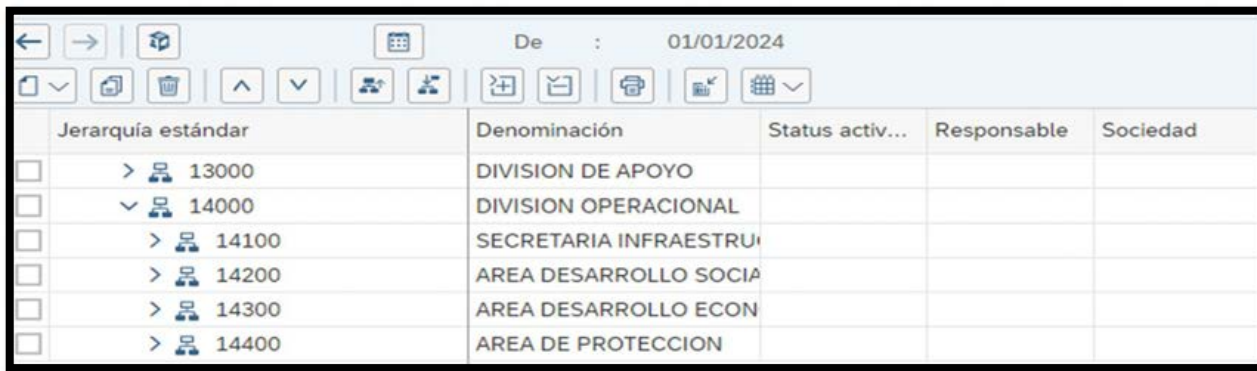 De : 01/01/2024
Jerarquía estándar Denominación Status activ... Responsable Sociedad
13000 DIVISION DE APOYO
14000 DIVISION OPERACIONAL
14100 SECRETARIA INFRAESTRU
14200 AREA DESARROLLO SOCIA
14300 AREA DESARROLLO ECON
14400 AREA DE PROTECCION